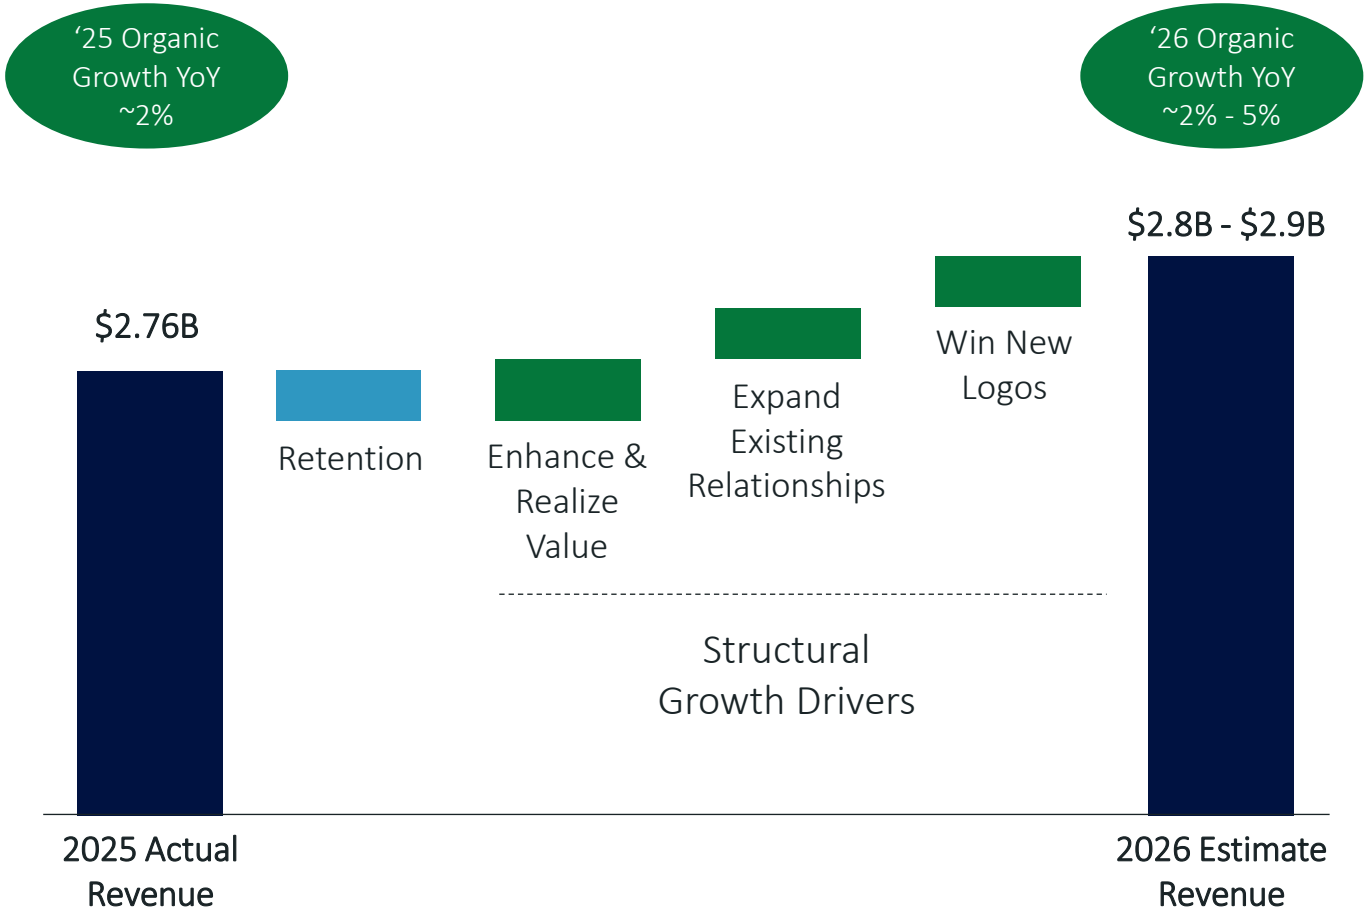 ‘25 Organic
Growth YoY
~2%
‘26 Organic
Growth YoY
~2% - 5%
$2.8B - $2.9B
$2.76B
Retention
Enhance &
Realize
Value
Expand
Existing
Relationships
Win New
Logos
Structural
Growth Drivers
2025 Actual
Revenue
2026 Estimate
Revenue